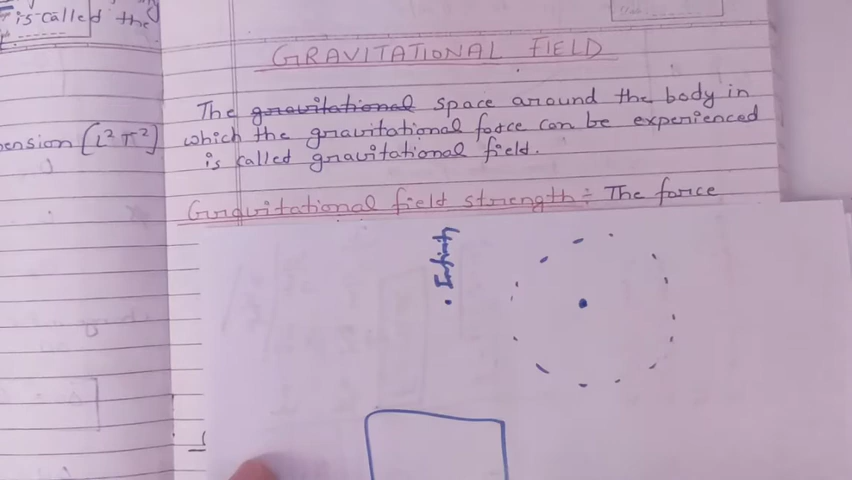 is called the
ension [L² T²]
GRAVITATIONAL FIELD
The gravitational space around the body in
which the gravitational force can be experienced
is called gravitational field.
Gravitational field strength :- The force
Infinity